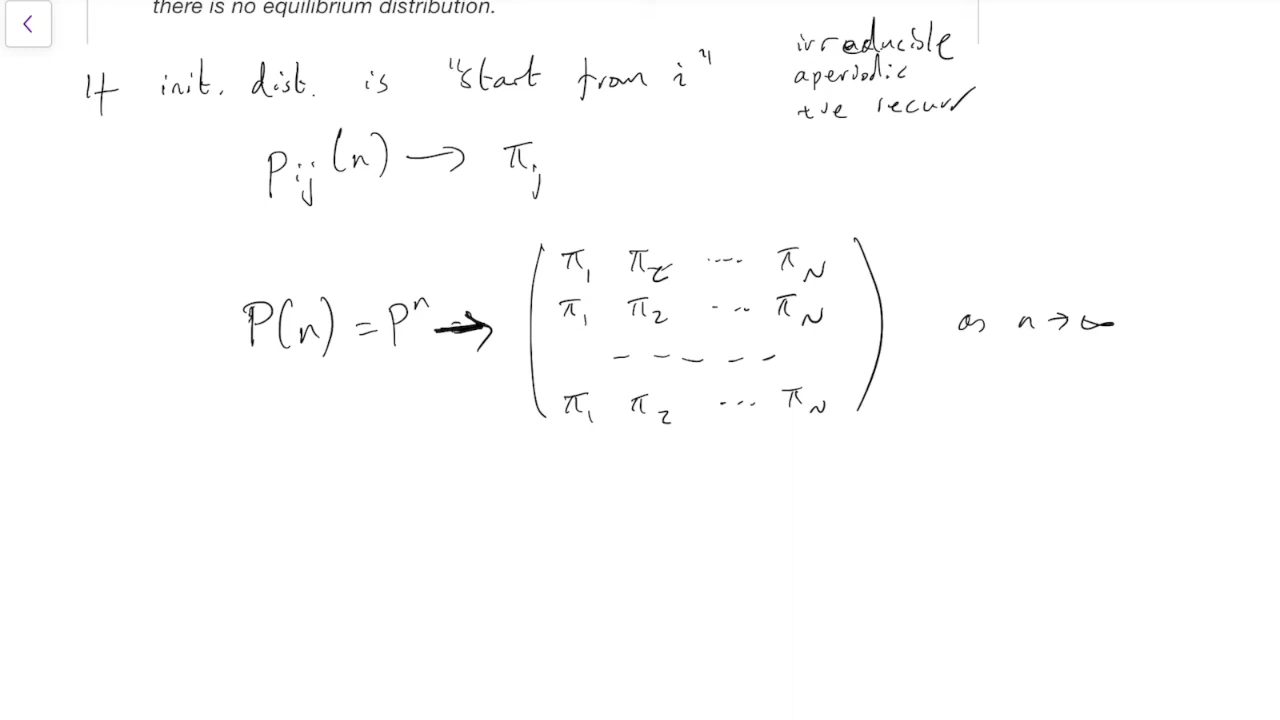 there is no equilibrium distribution.
If init. dist. is "start from i"
irreducible
aperiodic
+ve recurr
Pij(n) → πj
P(n) = Pⁿ → ( π1 π2 ... πN
π1 π2 ... πN
- - - - -
π1 π2 ... πN ) as n → ∞